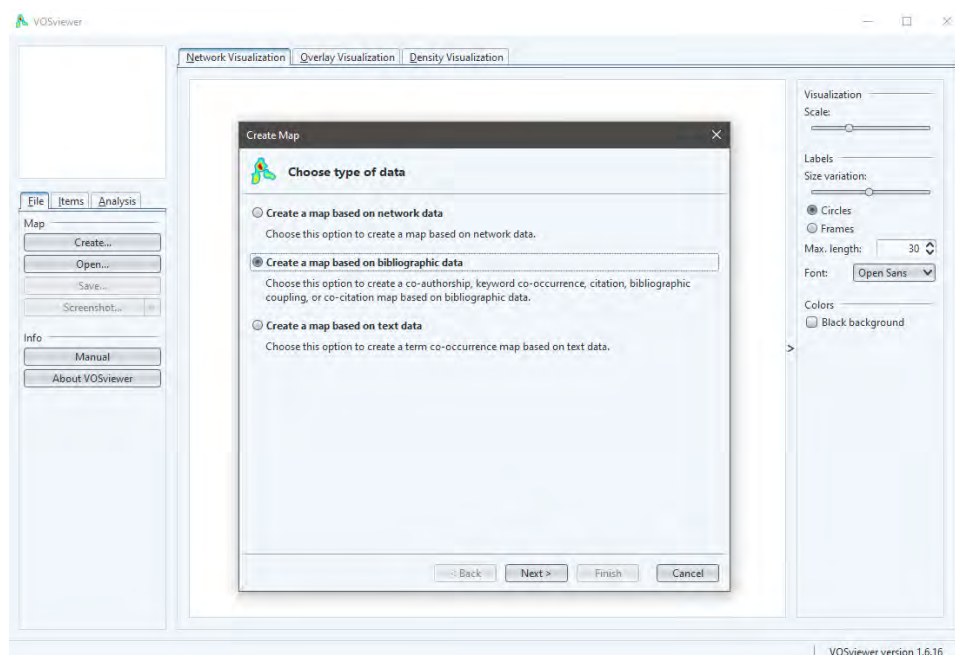 VOSviewer
Network Visualization Overlay Visualization Density Visualization
File Items Analysis
Map
Create...
Open...
Save...
Screenshot...
Info
Manual
About VOSviewer
Create Map
Choose type of data
Create a map based on network data
Choose this option to create a map based on network data.
Create a map based on bibliographic data
Choose this option to create a co-authorship, keyword co-occurrence, citation, bibliographic
coupling, or co-citation map based on bibliographic data.
Create a map based on text data
Choose this option to create a term co-occurrence map based on text data.
< Back Next > Finish Cancel
Visualization
Scale:
Labels
Size variation:
Circles
Frames
Max. length: 30
Font: Open Sans
Colors
Black background
>
VOSviewer version 1.6.16